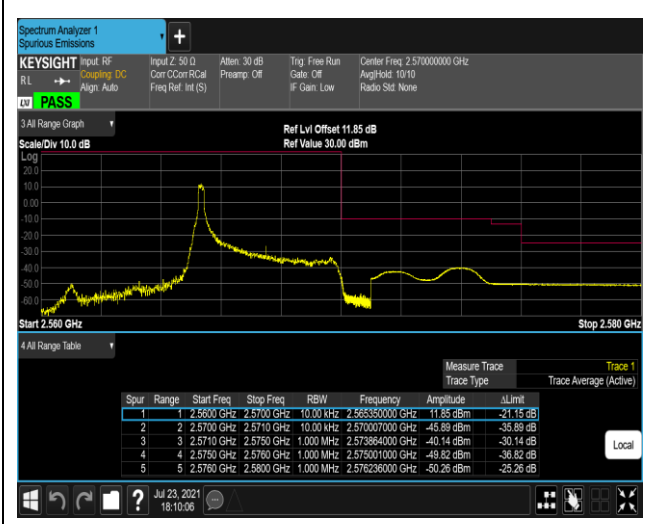 Spectrum Analyzer 1
Spurious Emissions
+
KEYSIGHT Input: RF Input Z: 50 Ω Atten: 30 dB Trig: Free Run Center Freq: 2.570000000 GHz
RL Coupling: DC Corr CCorr RCal Preamp: Off Gate: Off Avg|Hold: 10/10
Align: Auto Freq Ref: Int (S) IF Gain: Low Radio Std: None
LXI PASS
3 All Range Graph
Ref Lvl Offset 11.85 dB
Scale/Div 10.0 dB Ref Value 30.00 dBm
Log
20.0
10.0
0.00
-10.0
-20.0
-30.0
-40.0
-50.0
-60.0
Start 2.560 GHz Stop 2.580 GHz
4 All Range Table
Measure Trace Trace 1
Trace Type Trace Average (Active)
Spur Range Start Freq Stop Freq RBW Frequency Amplitude ΔLimit
1 1 2.5600 GHz 2.5700 GHz 10.00 kHz 2.565350000 GHz 11.85 dBm -21.15 dB
2 2 2.5700 GHz 2.5710 GHz 10.00 kHz 2.570007000 GHz -45.89 dBm -35.89 dB
3 3 2.5710 GHz 2.5750 GHz 1.000 MHz 2.573864000 GHz -40.14 dBm -30.14 dB
4 4 2.5750 GHz 2.5760 GHz 1.000 MHz 2.575001000 GHz -49.82 dBm -36.82 dB
5 5 2.5760 GHz 2.5800 GHz 1.000 MHz 2.576236000 GHz -50.26 dBm -25.26 dB
Local
? Jul 23, 2021
18:10:06